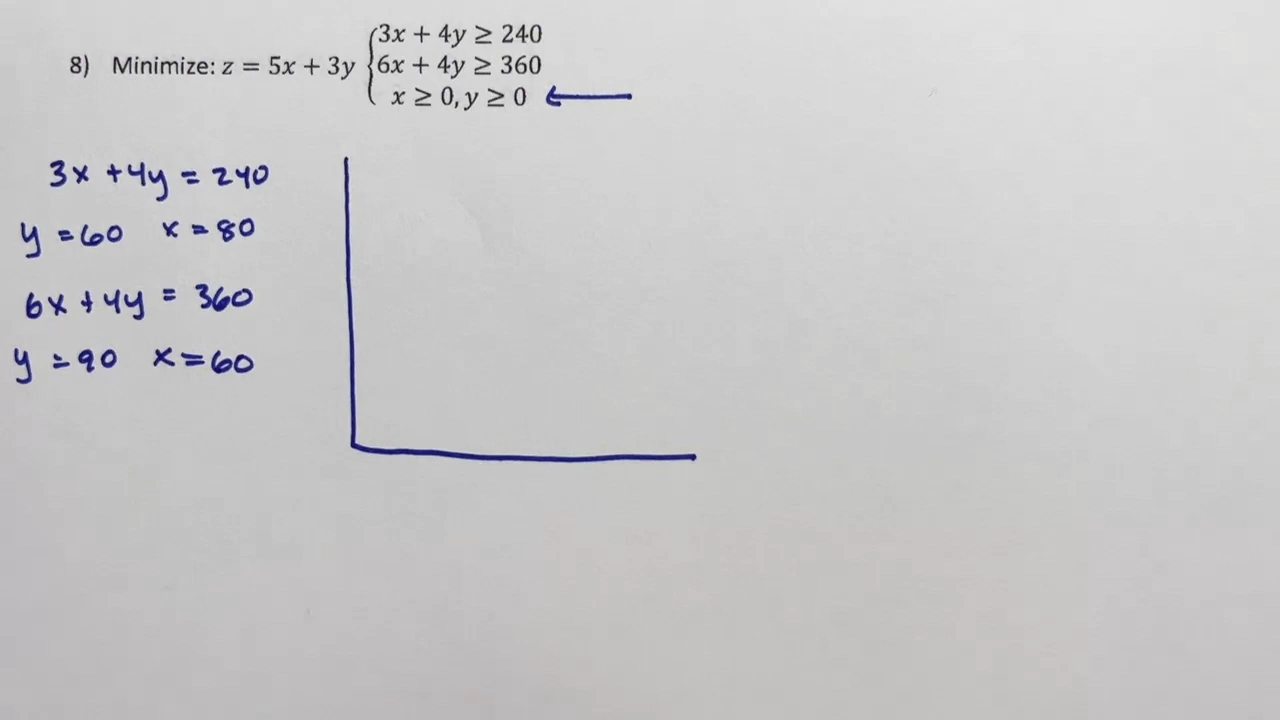 3x + 4y ≥ 240
8) Minimize: z = 5x + 3y 6x + 4y ≥ 360
x ≥ 0, y ≥ 0
3x + 4y = 240
y = 60 x = 80
6x + 4y = 360
y = 90 x = 60